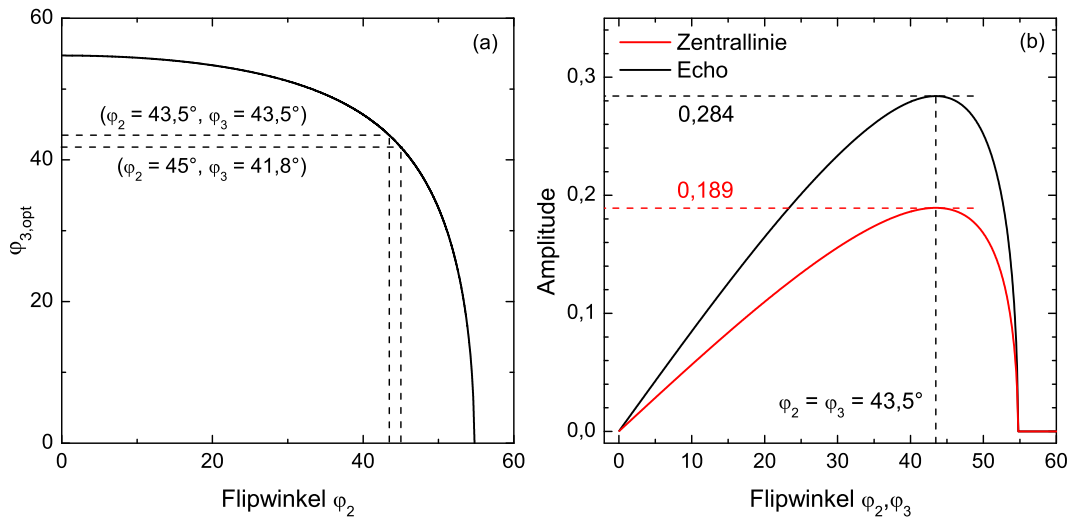 60
40
20
0
φ3,opt
(a)
(φ2 = 43,5°, φ3 = 43,5°)
(φ2 = 45°, φ3 = 41,8°)
0
20
40
60
Flipwinkel φ2
0,3
0,2
0,1
0,0
Amplitude
Zentrallinie
Echo
(b)
0,284
0,189
φ2 = φ3 = 43,5°
0
10
20
30
40
50
60
Flipwinkel φ2,φ3